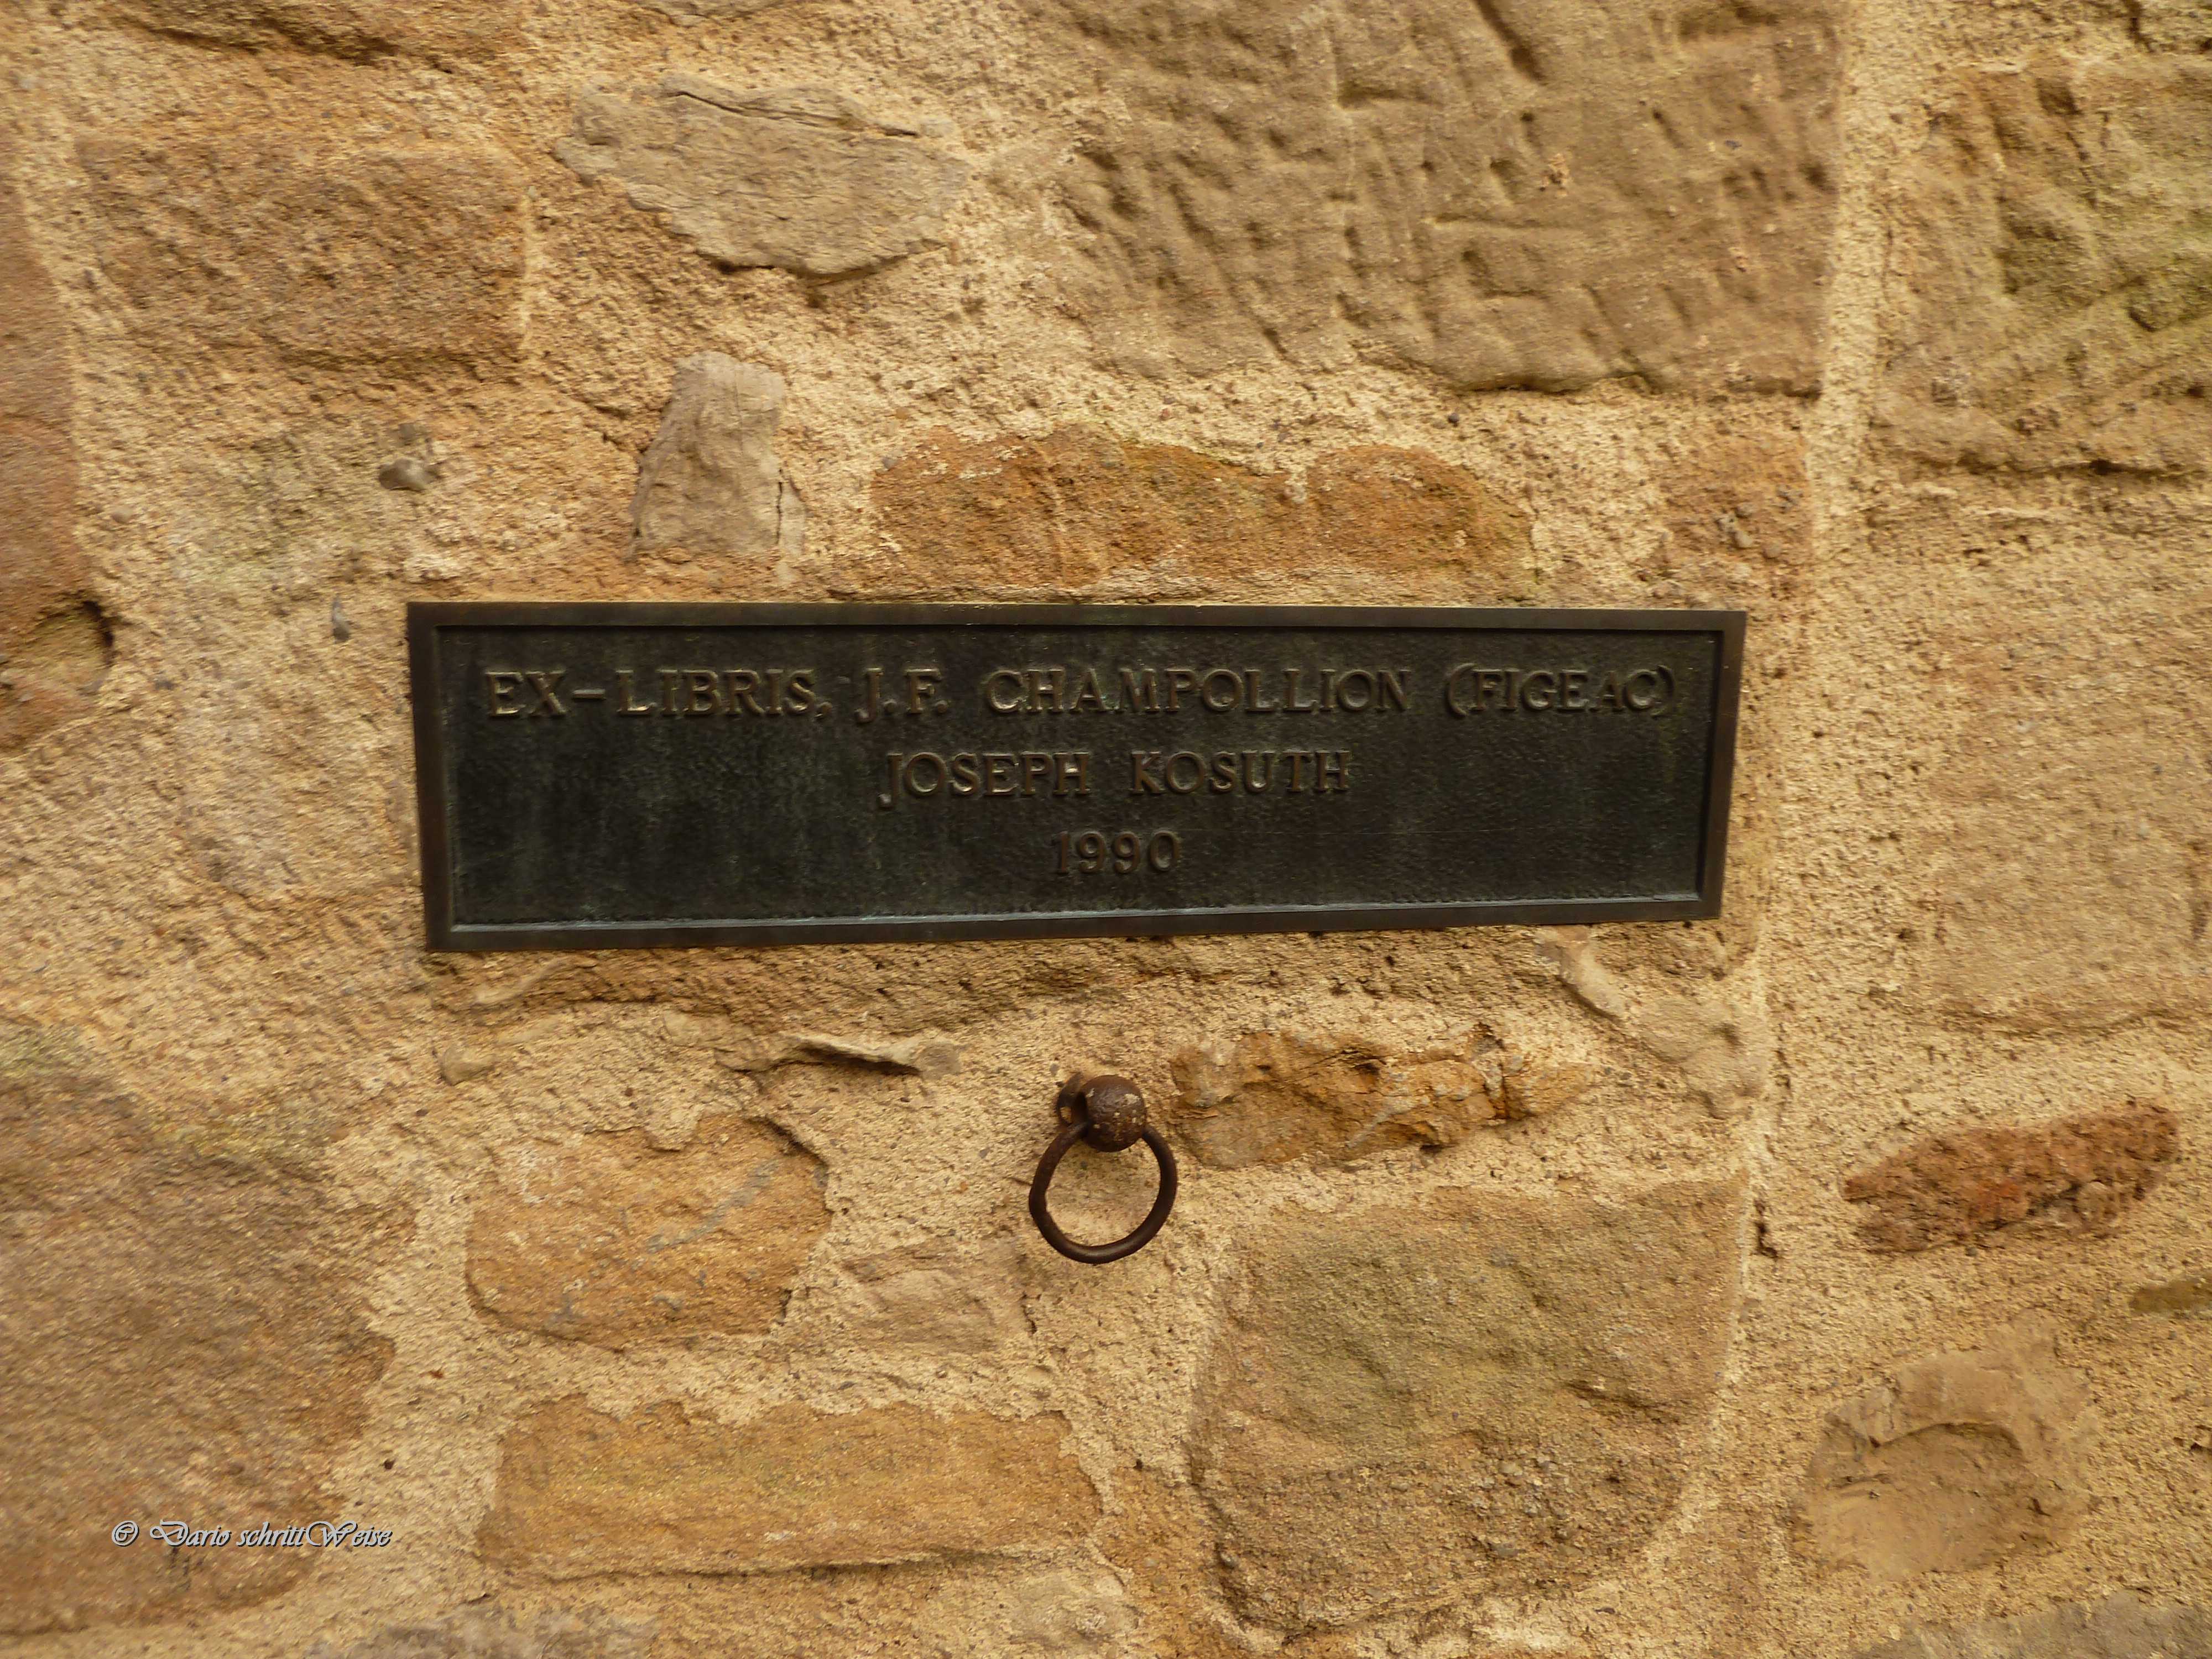 EX-LIBRIS, J.F. CHAMPOLLION (FIGEAC)
JOSEPH KOSUTH
1990
© Dario schrittWeise